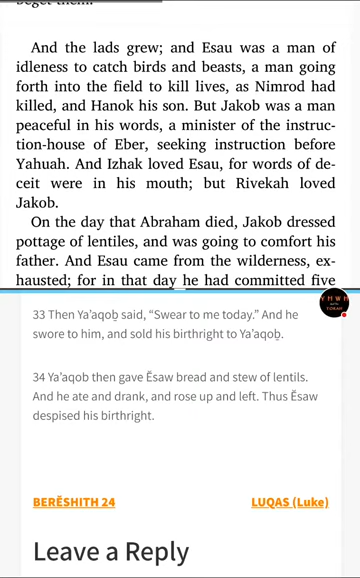 beget them.
And the lads grew; and Esau was a man of
idleness to catch birds and beasts, a man going
forth into the field to kill lives, as Nimrod had
killed, and Hanok his son. But Jakob was a man
peaceful in his words, a minister of the instruc-
tion-house of Eber, seeking instruction before
Yahuah. And Izhak loved Esau, for words of de-
ceit were in his mouth; but Rivekah loved
Jakob.
On the day that Abraham died, Jakob dressed
pottage of lentiles, and was going to comfort his
father. And Esau came from the wilderness, ex-
hausted; for in that day he had committed five
33 Then Ya‛aqoḇ said, “Swear to me today.” And he
swore to him, and sold his birthright to Ya‛aqoḇ.
34 Ya‛aqoḇ then gave Ěsaw bread and stew of lentils.
And he ate and drank, and rose up and left. Thus Ěsaw
despised his birthright.
BERĚSHITH 24
LUQAS (Luke)
Leave a Reply